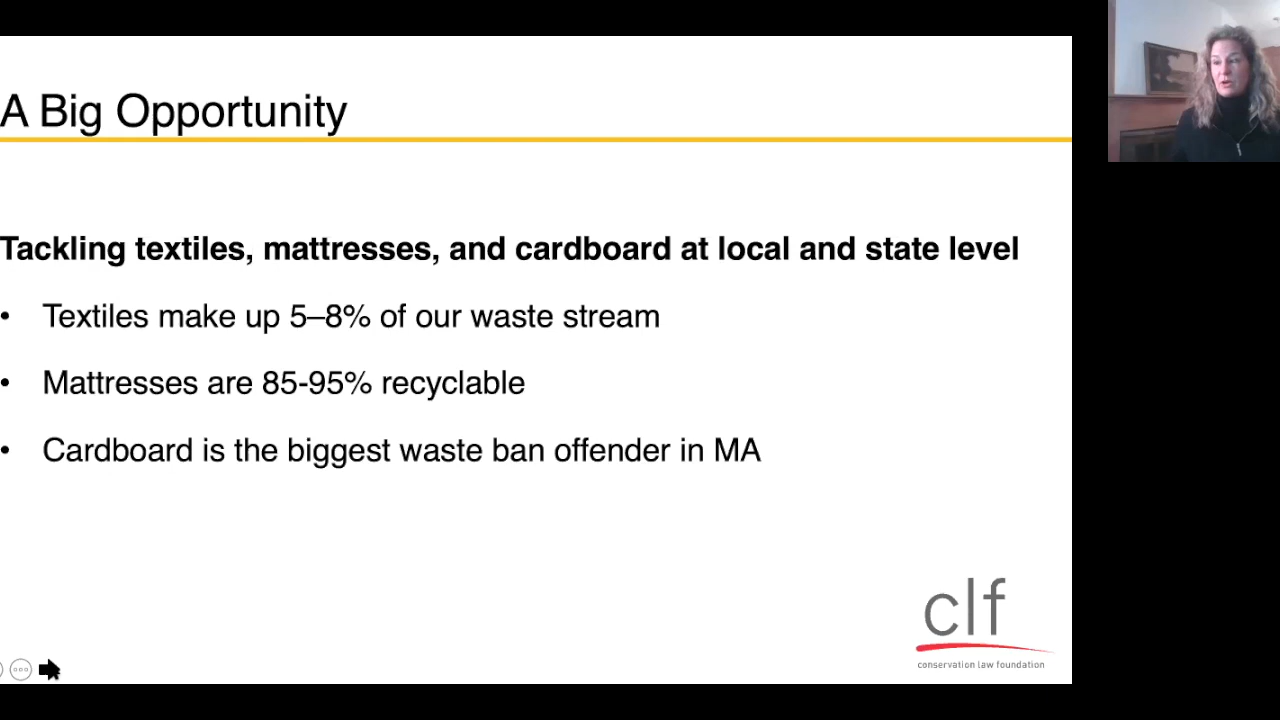 A Big Opportunity
Tackling textiles, mattresses, and cardboard at local and state level
• Textiles make up 5–8% of our waste stream
• Mattresses are 85-95% recyclable
• Cardboard is the biggest waste ban offender in MA
clf
conservation law foundation